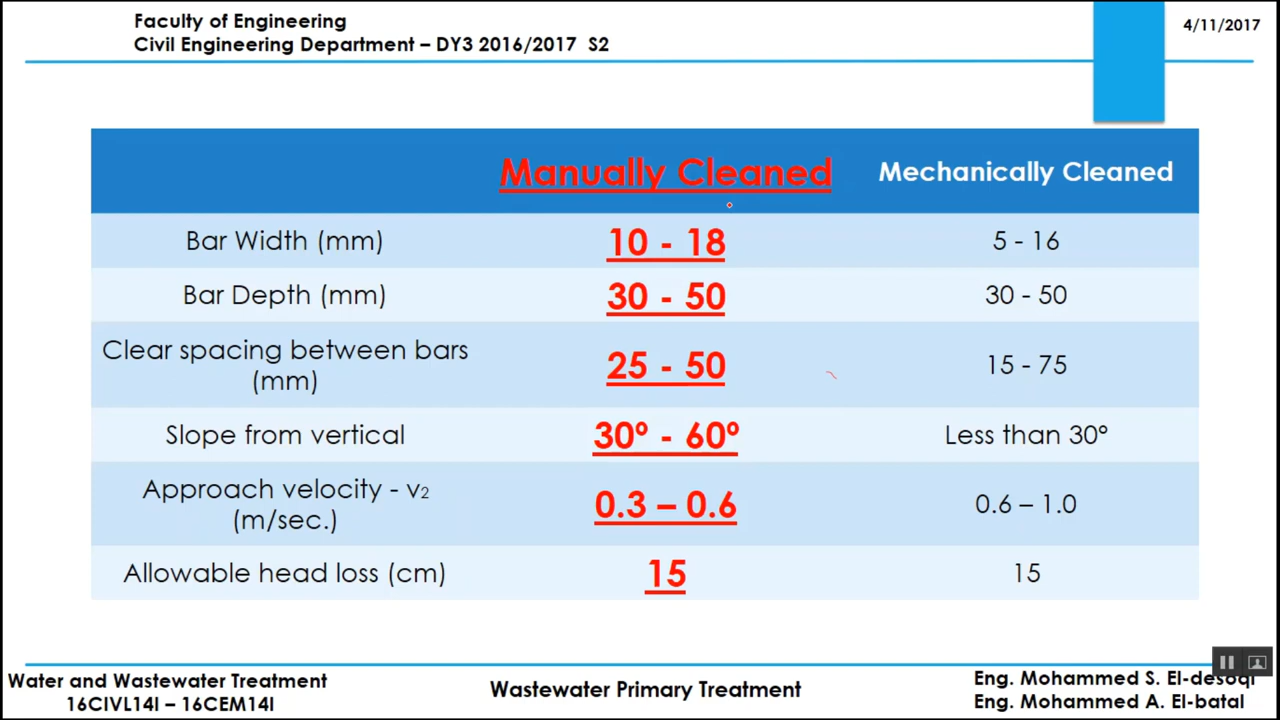 Faculty of Engineering
Civil Engineering Department – DY3 2016/2017 S2
4/11/2017
Manually Cleaned Mechanically Cleaned
Bar Width (mm) 10 - 18 5 - 16
Bar Depth (mm) 30 - 50 30 - 50
Clear spacing between bars
(mm) 25 - 50 15 - 75
Slope from vertical 30º - 60º Less than 30º
Approach velocity - v2
(m/sec.) 0.3 – 0.6 0.6 – 1.0
Allowable head loss (cm) 15 15
Water and Wastewater Treatment
16CIVL14I – 16CEM14I
Wastewater Primary Treatment
Eng. Mohammed S. El-desoqi
Eng. Mohammed A. El-batal